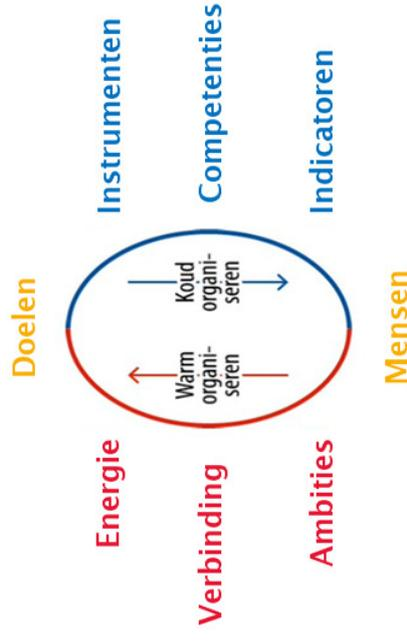 Doelen
Energie
Verbinding
Ambities
Warm
organi-
seren
Koud
organi-
seren
Instrumenten
Competenties
Indicatoren
Mensen